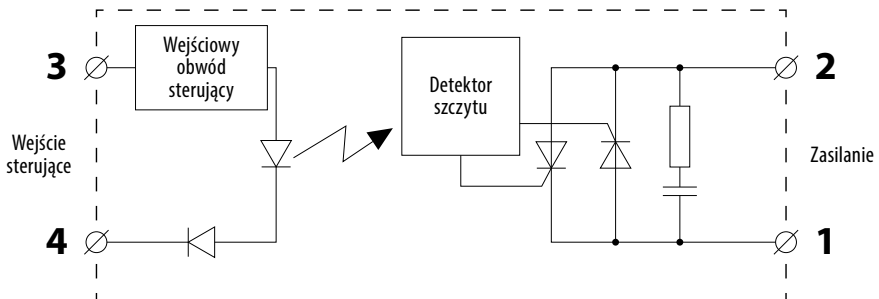 3
Wejściowy
obwód
sterujący
Detektor
szczytu
2
Wejście
sterujące
Zasilanie
4
1